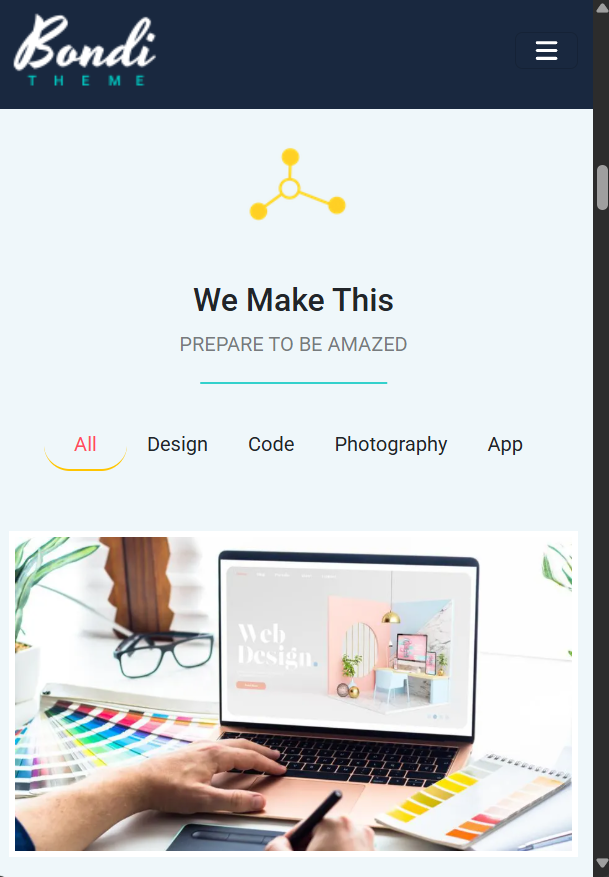 Bondi
THEME
We Make This
PREPARE TO BE AMAZED
All Design Code Photography App
Web
Design.